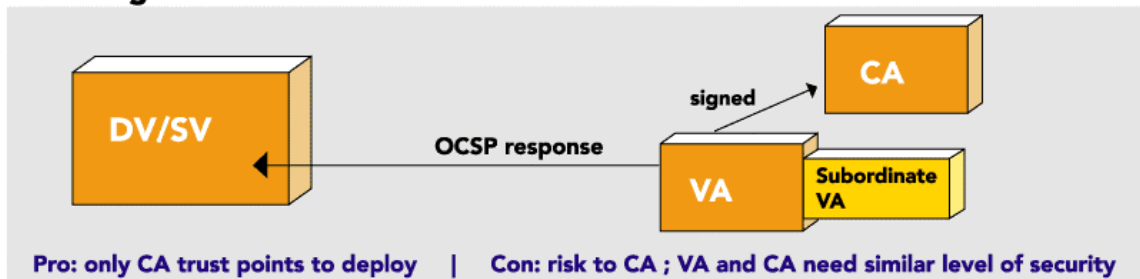 CA
signed
DV/SV
OCSP response
VA
Subordinate
VA
Pro: only CA trust points to deploy | Con: risk to CA ; VA and CA need similar level of security